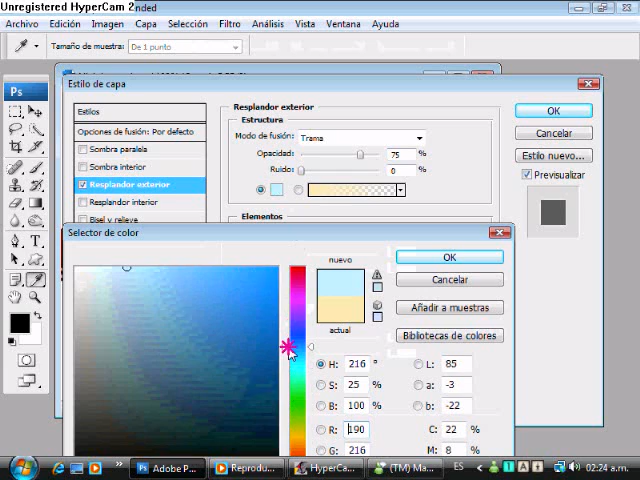 Unregistered HyperCam 2
nded
Archivo Edición Imagen Capa Selección Filtro Análisis Vista Ventana Ayuda
Tamaño de muestra: De 1 punto
Ps
Estilo de capa
Estilos
Opciones de fusión: Por defecto
Sombra paralela
Sombra interior
Resplandor exterior
Resplandor interior
Bisel y relieve
Resplandor exterior
Estructura
Modo de fusión: Trama
Opacidad: 75 %
Ruido: 0 %
Elementos
OK
Cancelar
Estilo nuevo...
Previsualizar
Selector de color
nuevo
actual
OK
Cancelar
Añadir a muestras
Bibliotecas de colores
H: 216 °
S: 25 %
B: 100 %
R: 190
G: 216
L: 85
a: -3
b: -22
C: 22 %
M: 8 %
Adobe P...
Reprodu...
HyperCa...
(TM) Ma...
ES
02:24 a.m.